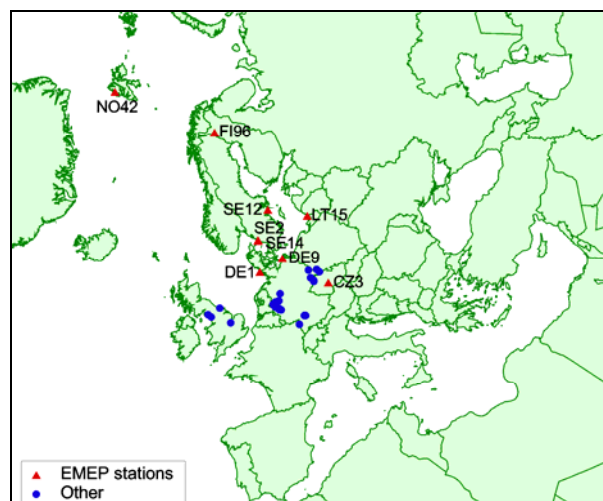 NO42
FI96
SE12
LT15
SE2
SE14
DE9
DE1
CZ3
EMEP stations
Other